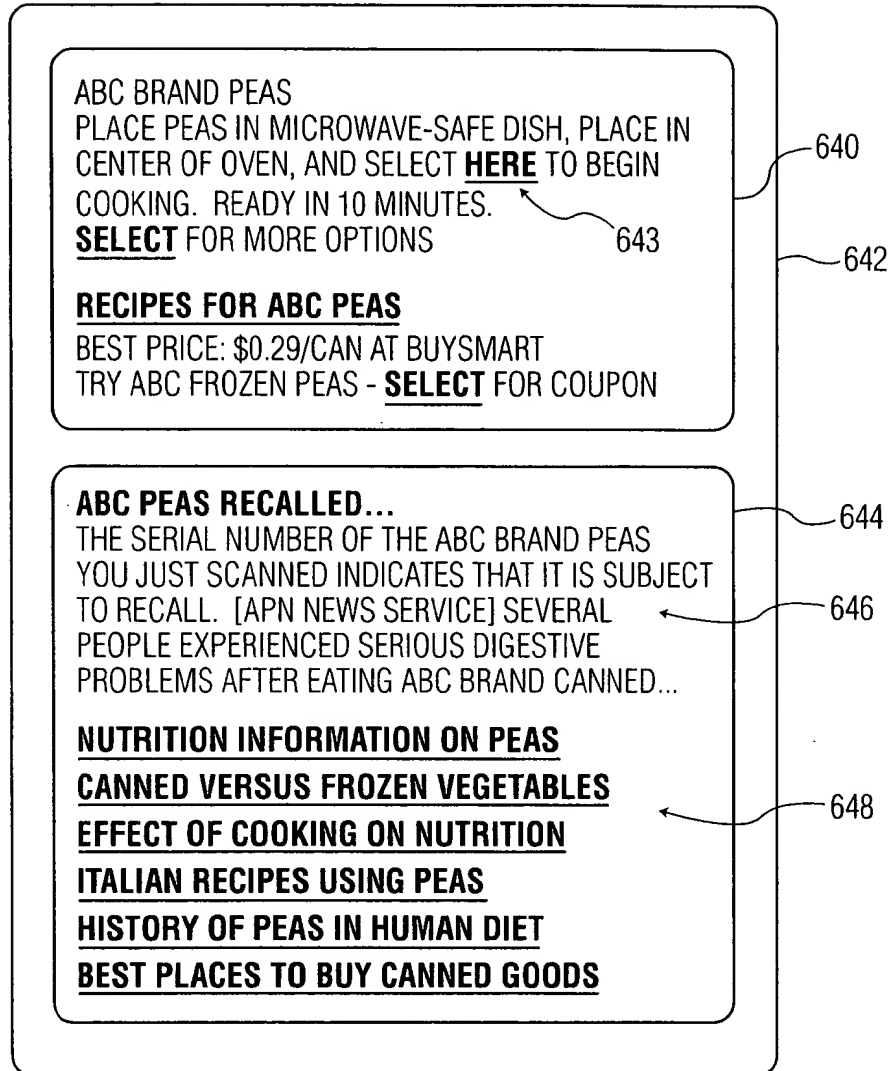 ABC BRAND PEAS
PLACE PEAS IN MICROWAVE-SAFE DISH, PLACE IN
CENTER OF OVEN, AND SELECT HERE TO BEGIN
COOKING. READY IN 10 MINUTES.
SELECT FOR MORE OPTIONS
RECIPES FOR ABC PEAS
BEST PRICE: $0.29/CAN AT BUYSMART
TRY ABC FROZEN PEAS - SELECT FOR COUPON
640
643
642
ABC PEAS RECALLED...
THE SERIAL NUMBER OF THE ABC BRAND PEAS
YOU JUST SCANNED INDICATES THAT IT IS SUBJECT
TO RECALL. [APN NEWS SERVICE] SEVERAL
PEOPLE EXPERIENCED SERIOUS DIGESTIVE
PROBLEMS AFTER EATING ABC BRAND CANNED...
644
646
NUTRITION INFORMATION ON PEAS
CANNED VERSUS FROZEN VEGETABLES
EFFECT OF COOKING ON NUTRITION
ITALIAN RECIPES USING PEAS
HISTORY OF PEAS IN HUMAN DIET
BEST PLACES TO BUY CANNED GOODS
648